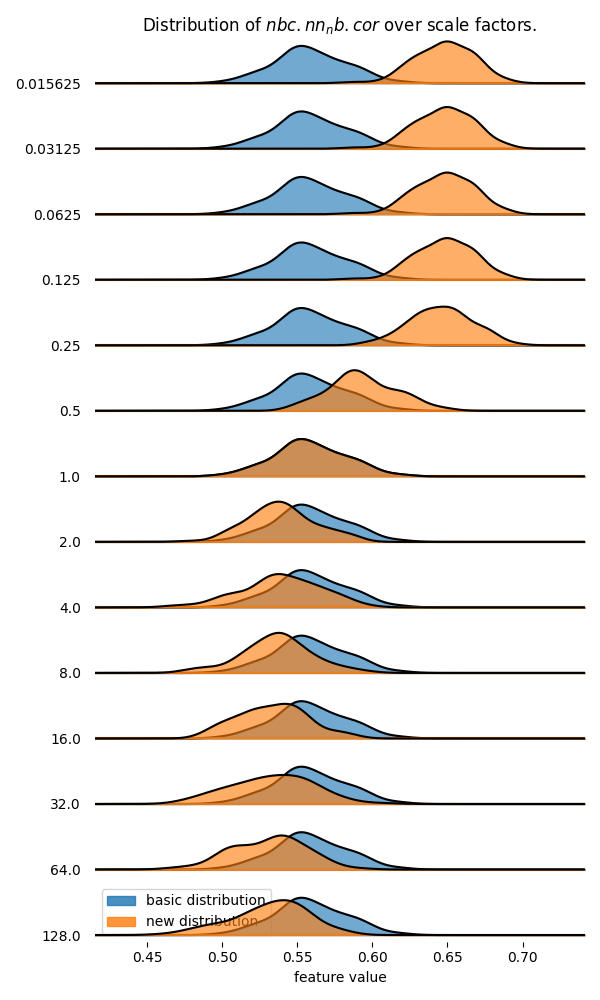 Distribution of nbc.nnₙb.cor over scale factors.
0.015625
0.03125
0.0625
0.125
0.25
0.5
1.0
2.0
4.0
8.0
16.0
32.0
64.0
basic distribution
new distribution
128.0
0.45 0.50 0.55 0.60 0.65 0.70
feature value